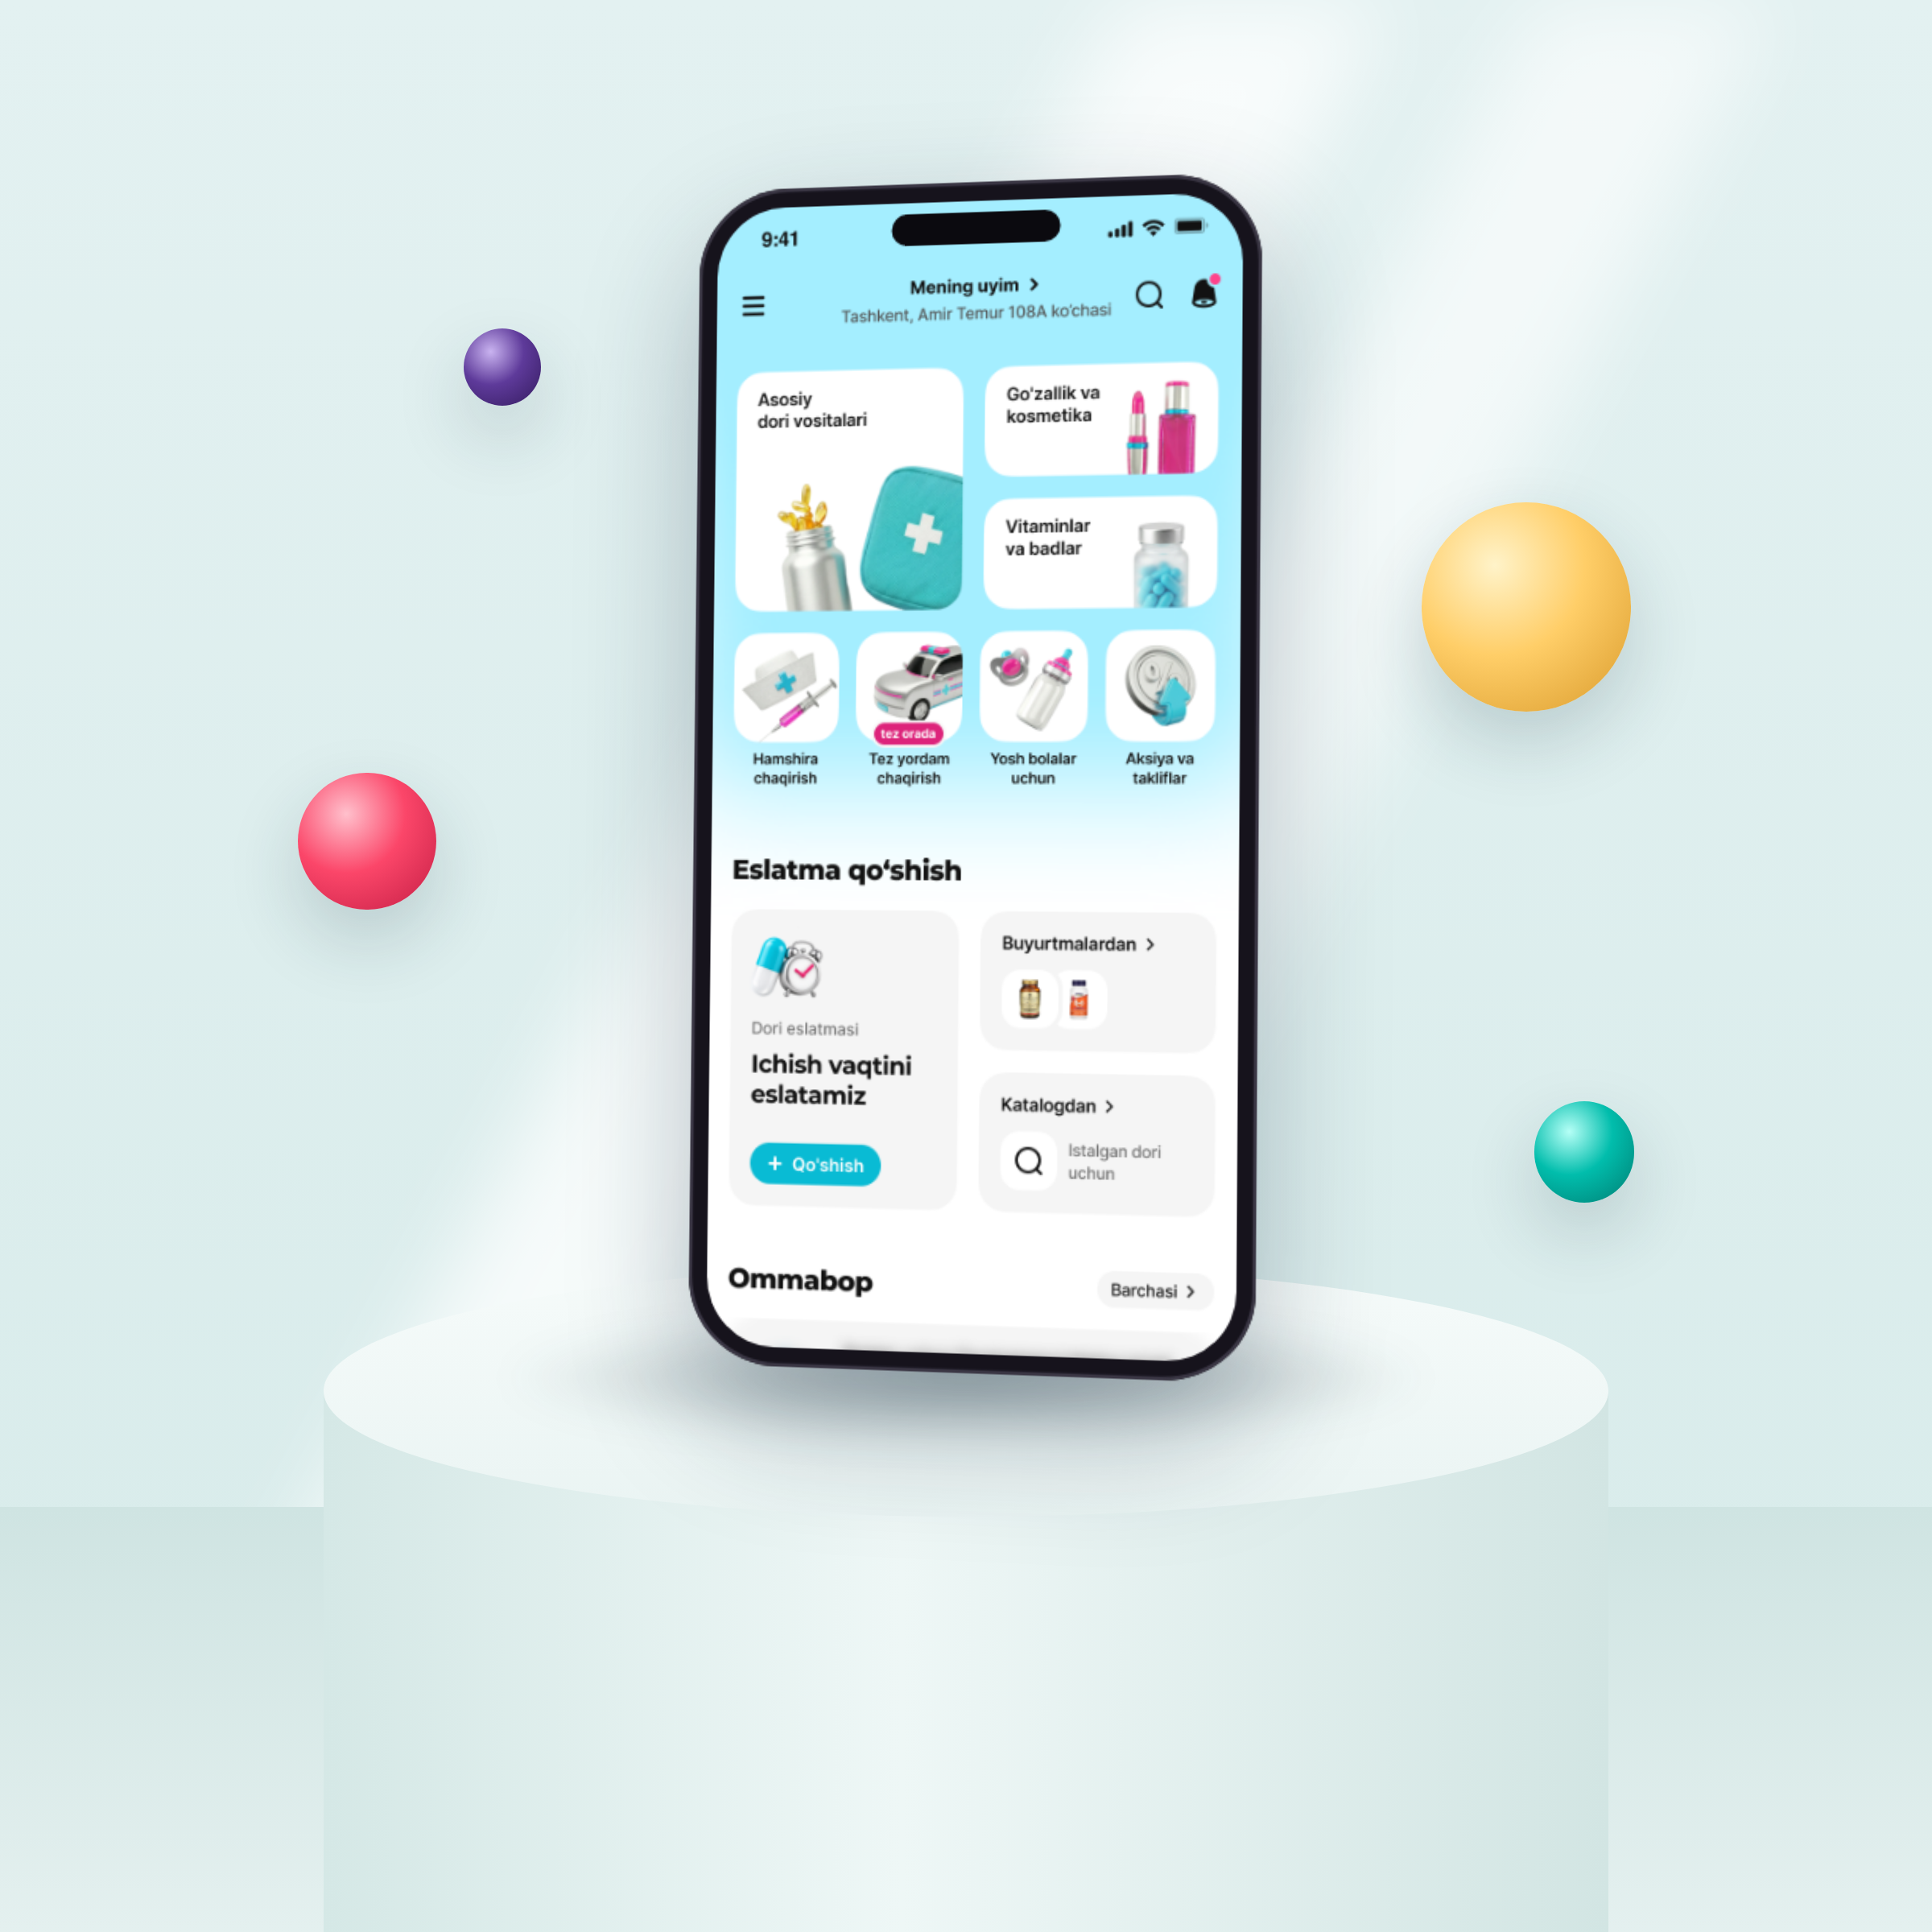 9:41
Mening uyim
Tashkent, Amir Temur 108A ko'chasi
Asosiy
dori vositalari
Go'zallik va
kosmetika
Vitaminlar
va badlar
tez orada
Hamshira
chaqirish
Tez yordam
chaqirish
Yosh bolalar
uchun
Aksiya va
takliflar
Eslatma qo‘shish
Dori eslatmasi
Ichish vaqtini
eslatamiz
+ Qo'shish
Buyurtmalardan
Katalogdan
Istalgan dori
uchun
Ommabop
Barchasi